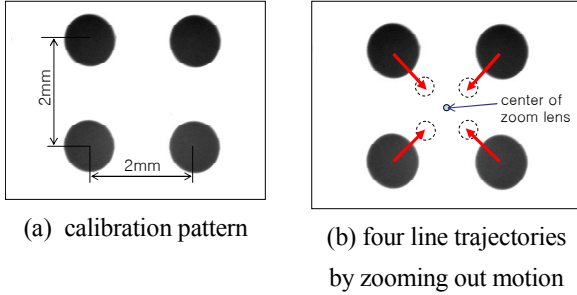 2mm
2mm
(a) calibration pattern
center of
zoom lens
(b) four line trajectories
by zooming out motion